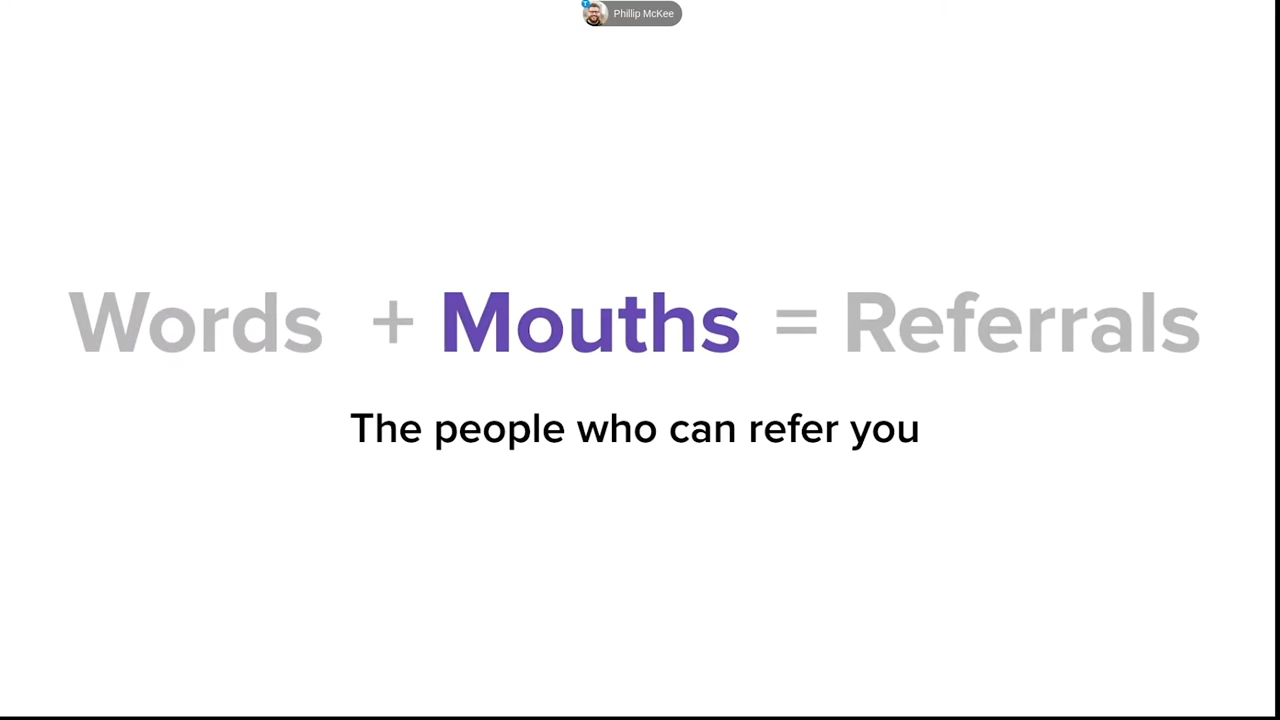 Phillip McKee
Words + Mouths = Referrals
The people who can refer you